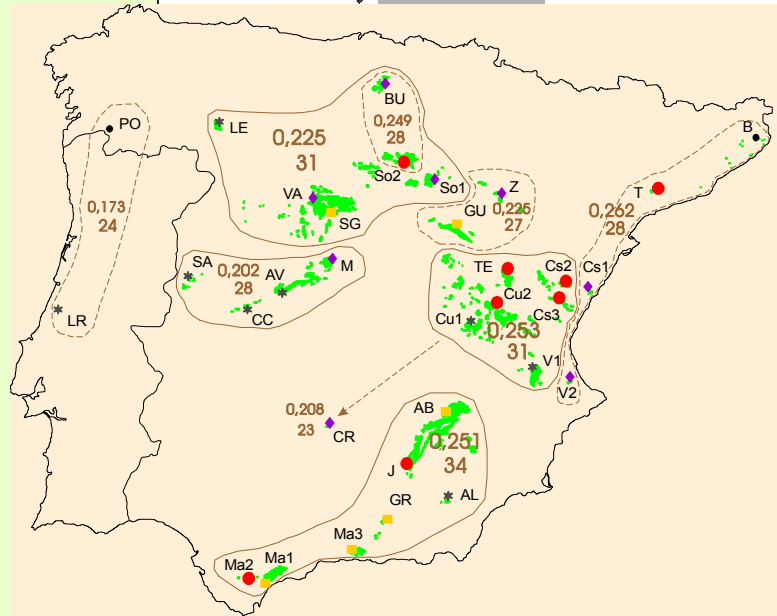 BU
B
PO
LE
0,225
31
0,249
28
So2
So1
Z
T
VA
SG
0,225
27
GU
0,262
28
0,173
24
SA
0,202
28
AV
M
CC
TE
Cs2
Cs1
Cu2
Cs3
Cu1
0,253
31
LR
V1
V2
0,208
23
CR
AB
0,251
34
J
GR
AL
Ma3
Ma2
Ma1